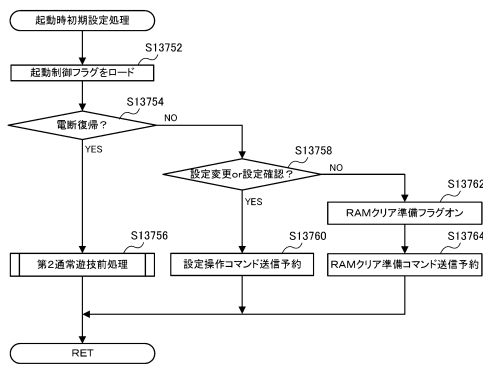 起動時初期設定処理
S13752
起動制御フラグをロード
S13754
電断復帰？
NO
YES
S13758
設定変更or設定確認？
NO
YES
S13762
RAMクリア準備フラグオン
S13756
第2通常遊技前処理
S13760
設定操作コマンド送信予約
S13764
RAMクリア準備コマンド送信予約
RET